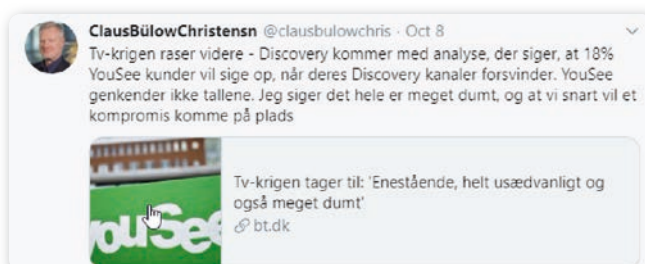 ClausBülowChristensn @clausbulowchris · Oct 8
Tv-krigen raser videre - Discovery kommer med analyse, der siger, at 18%
YouSee kunder vil sige op, når deres Discovery kanaler forsvinder. YouSee
genkender ikke tallene. Jeg siger det hele er meget dumt, og at vi snart vil et
kompromis komme på plads
youSee
Tv-krigen tager til: 'Enestående, helt usædvanligt og
også meget dumt'
bt.dk